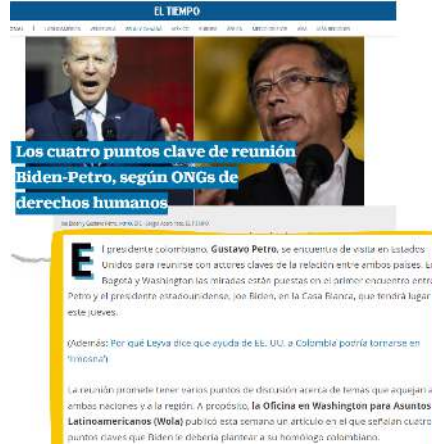 EL TIEMPO
Los cuatro puntos clave de reunión
Biden-Petro, según ONGs de
derechos humanos
El presidente colombiano, Gustavo Petro, se encuentra de visita en Estados
Unidos para reunirse con actores claves de la relación entre ambos países. En
Bogotá y Washington las miradas están puestas en el primer encuentro entre
Petro y el presidente estadounidense, Joe Biden, en la Casa Blanca, que tendrá lugar
este jueves.
(Además: Por qué Leyva dice que ayuda de EE. UU. a Colombia podría tornarse en
'limosna')
La reunión promete tener varios puntos de discusión acerca de temas que aquejan a
ambas naciones y a la región. A propósito, la Oficina en Washington para Asuntos
Latinoamericanos (Wola) publicó esta semana un artículo en el que señalan cuatro
puntos claves que Biden le debería plantear a su homólogo colombiano.